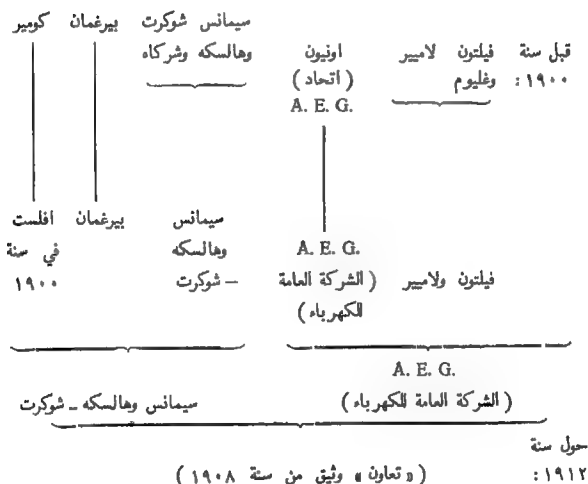 قبل سنة فيلتون لاميير اونيون سيمانس شوكرت بيرغمان كومير
١٩٠٠: وغليوم (اتحاد) وهالسكه وشركاه
A. E. G.
سيمانس بيرغمان افلست
A. E. G. وهالسكه في سنة
فيلتون ولاميير (الشركة العامة – شوكرت ١٩٠٠
للكهرباء)
A. E. G.
(الشركة العامة للكهرباء) سيمانس وهالسكه – شوكرت
حول سنة
١٩١٢: («تعاون» وثيق من سنة ١٩٠٨)